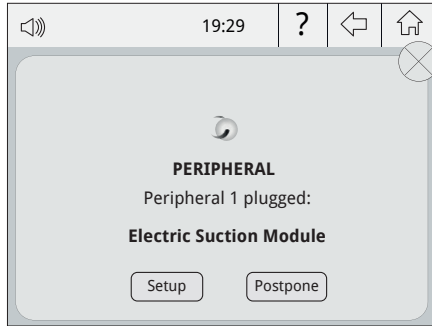 19:29
?
PERIPHERAL
Peripheral 1 plugged:
Electric Suction Module
Setup
Postpone